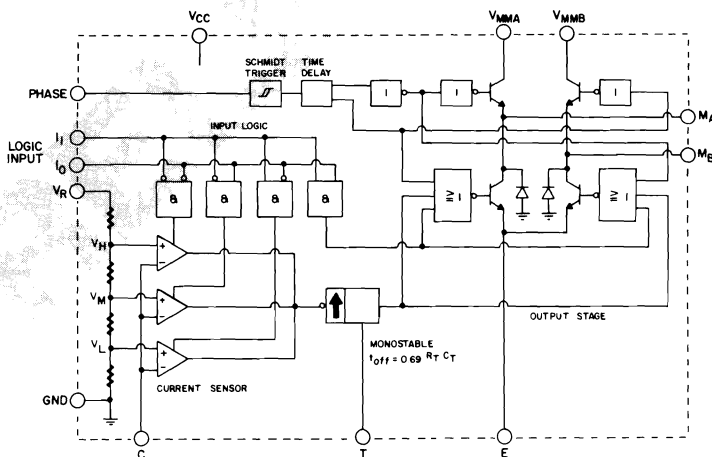 VCC
VMMA
VMMB
SCHMIDT TRIGGER
TIME DELAY
PHASE
1
1
1
MA
LOGIC INPUT
I1
INPUT LOGIC
I0
MB
VR
&
&
&
&
≥ 1
≥ 1
VH
+
−
VM
+
−
VL
+
−
OUTPUT STAGE
MONOSTABLE
toff = 0.69 RT CT
CURRENT SENSOR
GND
C
T
E